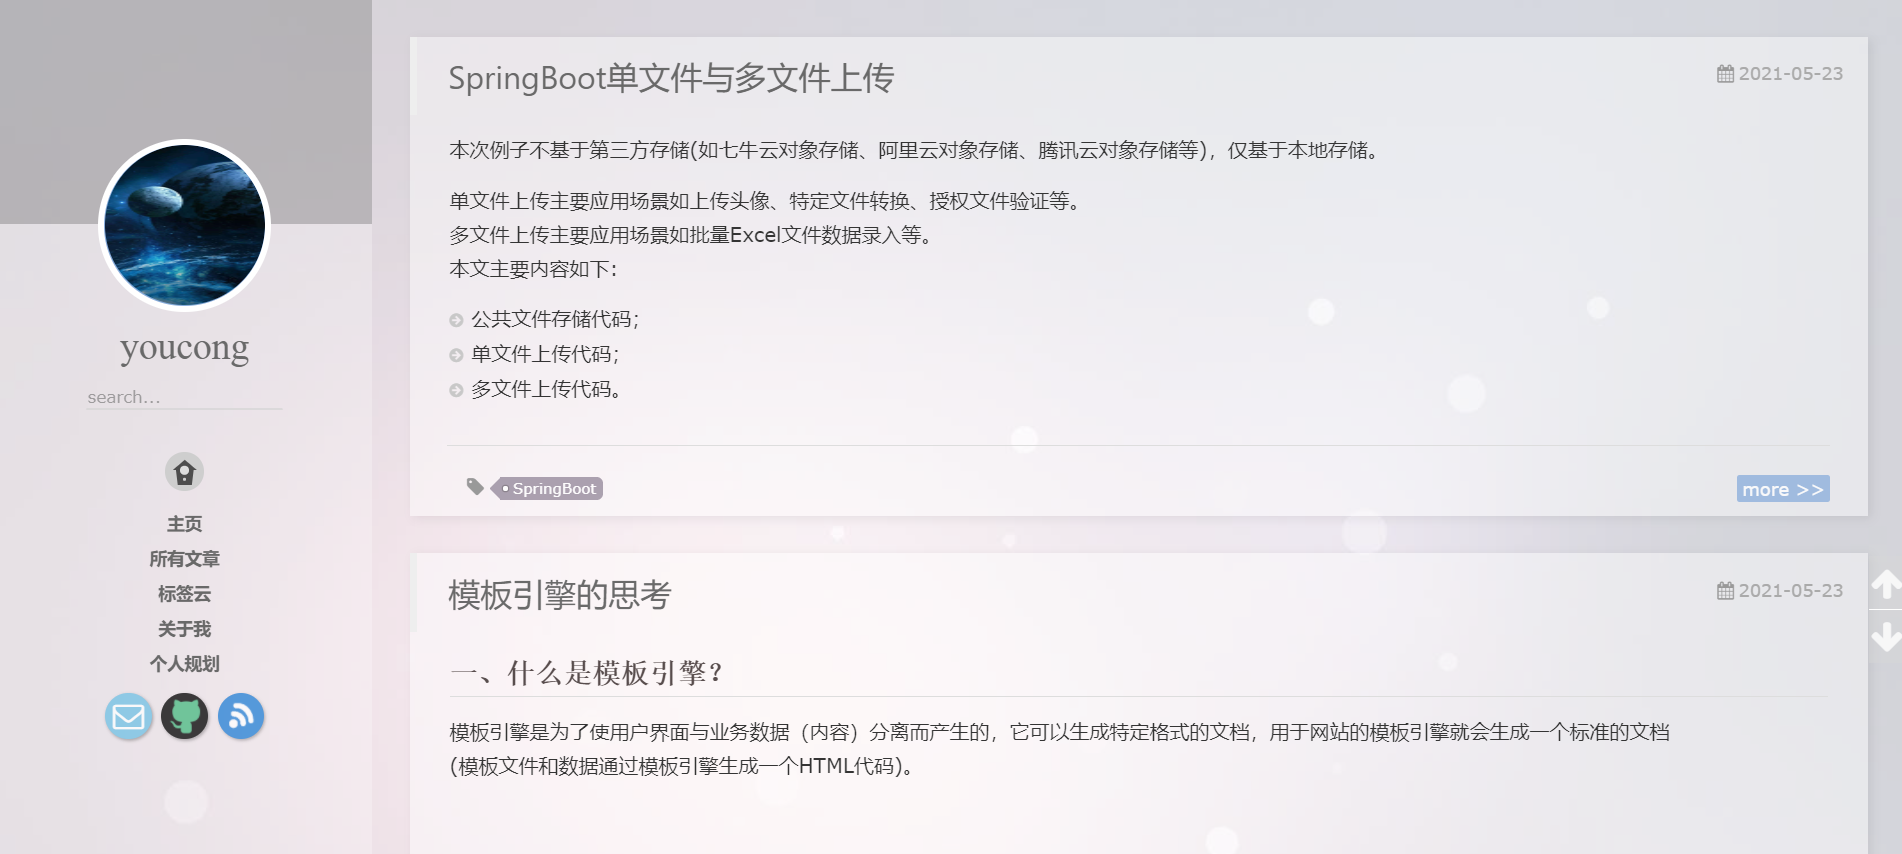 youcong
search...
主页
所有文章
标签云
关于我
个人规划
SpringBoot单文件与多文件上传
2021-05-23
本次例子不基于第三方存储(如七牛云对象存储、阿里云对象存储、腾讯云对象存储等)，仅基于本地存储。
单文件上传主要应用场景如上传头像、特定文件转换、授权文件验证等。
多文件上传主要应用场景如批量Excel文件数据录入等。
本文主要内容如下：
公共文件存储代码；
单文件上传代码；
多文件上传代码。
SpringBoot
more >>
模板引擎的思考
2021-05-23
一、什么是模板引擎？
模板引擎是为了使用户界面与业务数据（内容）分离而产生的，它可以生成特定格式的文档，用于网站的模板引擎就会生成一个标准的文档
(模板文件和数据通过模板引擎生成一个HTML代码)。